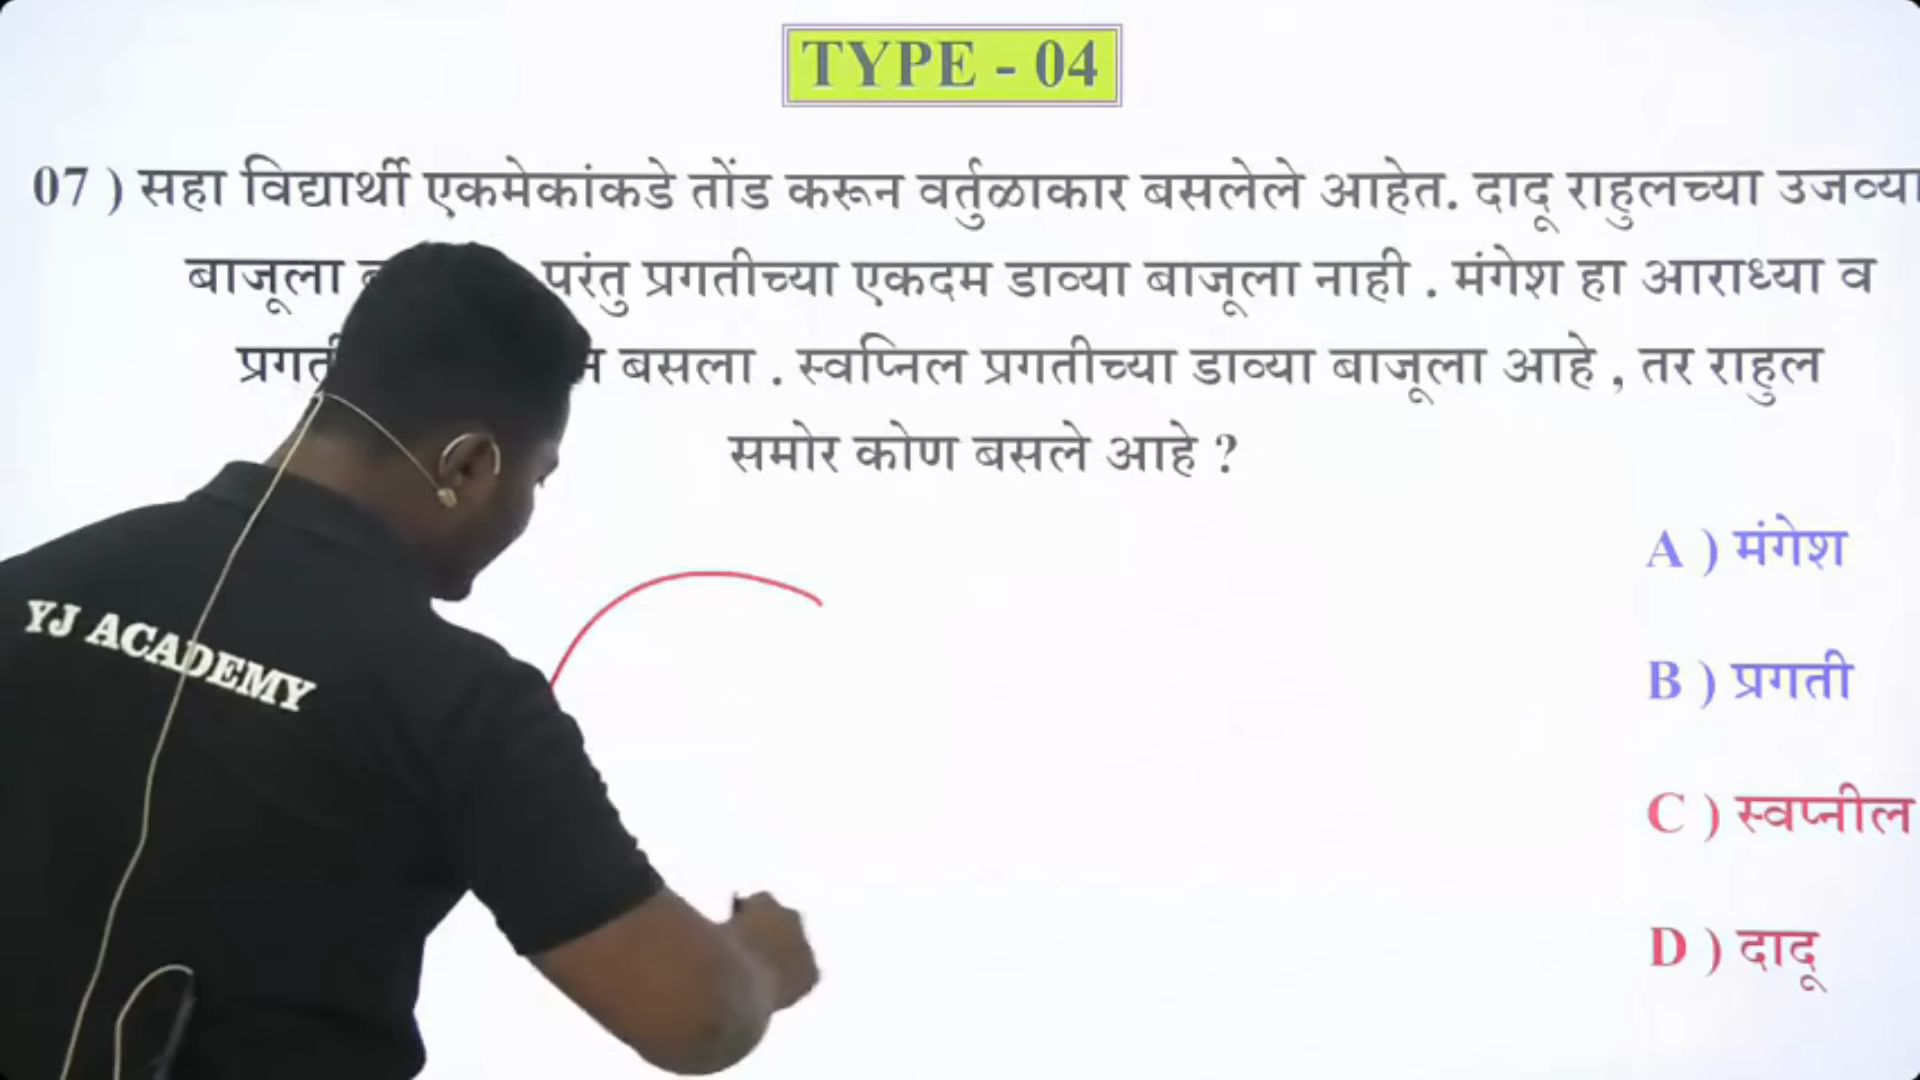 TYPE - 04
07 ) सहा विद्यार्थी एकमेकांकडे तोंड करून वर्तुळाकार बसलेले आहेत. दादू राहुलच्या उजव्या
बाजूला परंतु प्रगतीच्या एकदम डाव्या बाजूला नाही . मंगेश हा आराध्या व
बसला . स्वप्निल प्रगतीच्या डाव्या बाजूला आहे , तर राहुल
समोर कोण बसले आहे ?
A ) मंगेश
B ) प्रगती
C ) स्वप्नील
D ) दादू
YJ ACADEMY